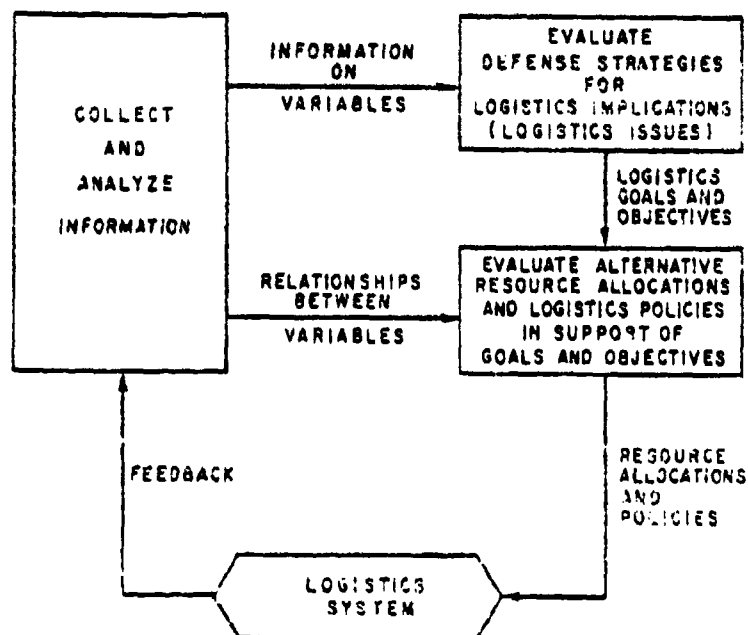 COLLECT
AND
ANALYZE
INFORMATION
INFORMATION
ON
VARIABLES
EVALUATE
DEFENSE STRATEGIES
FOR
LOGISTICS IMPLICATIONS
(LOGISTICS ISSUES)
LOGISTICS
GOALS AND
OBJECTIVES
RELATIONSHIPS
BETWEEN
VARIABLES
EVALUATE ALTERNATIVE
RESOURCE ALLOCATIONS
AND LOGISTICS POLICIES
IN SUPPORT OF
GOALS AND OBJECTIVES
RESOURCE
ALLOCATIONS
AND
POLICIES
FEEDBACK
LOGISTICS
SYSTEM